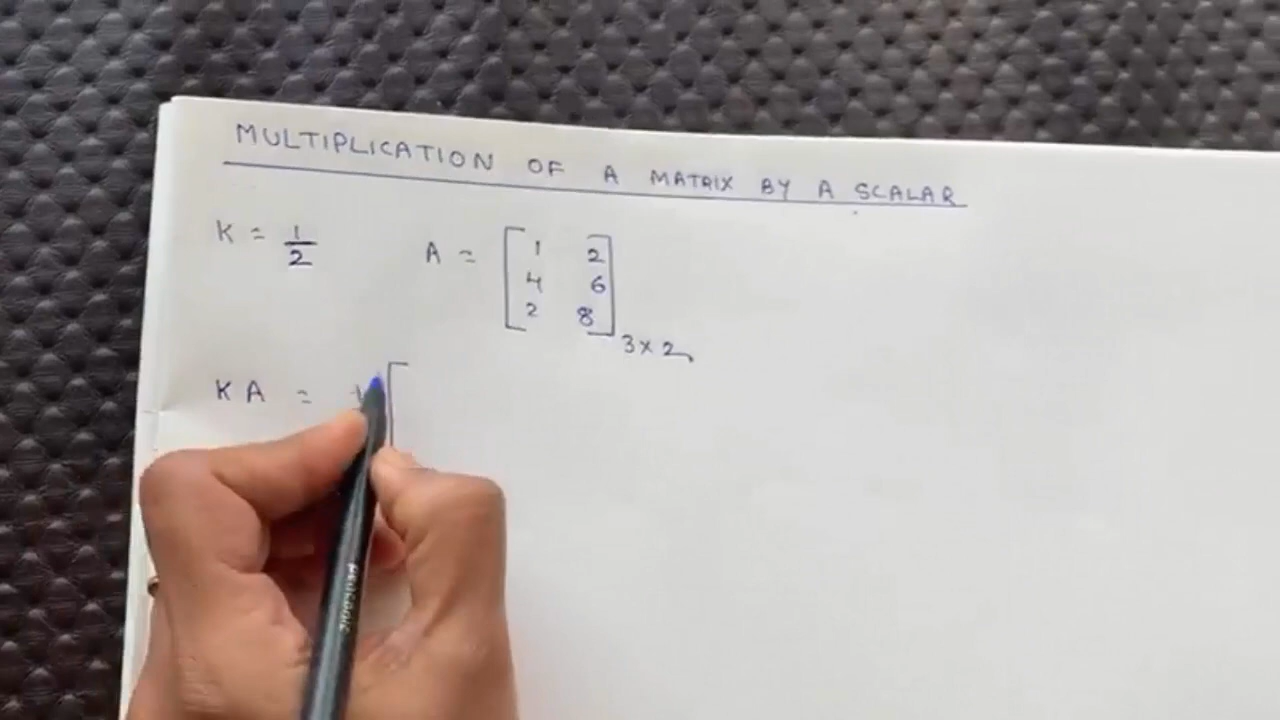 MULTIPLICATION OF A MATRIX BY A SCALAR
K = 1/2 A = [1 2
4 6
2 8] 3×2
KA = [